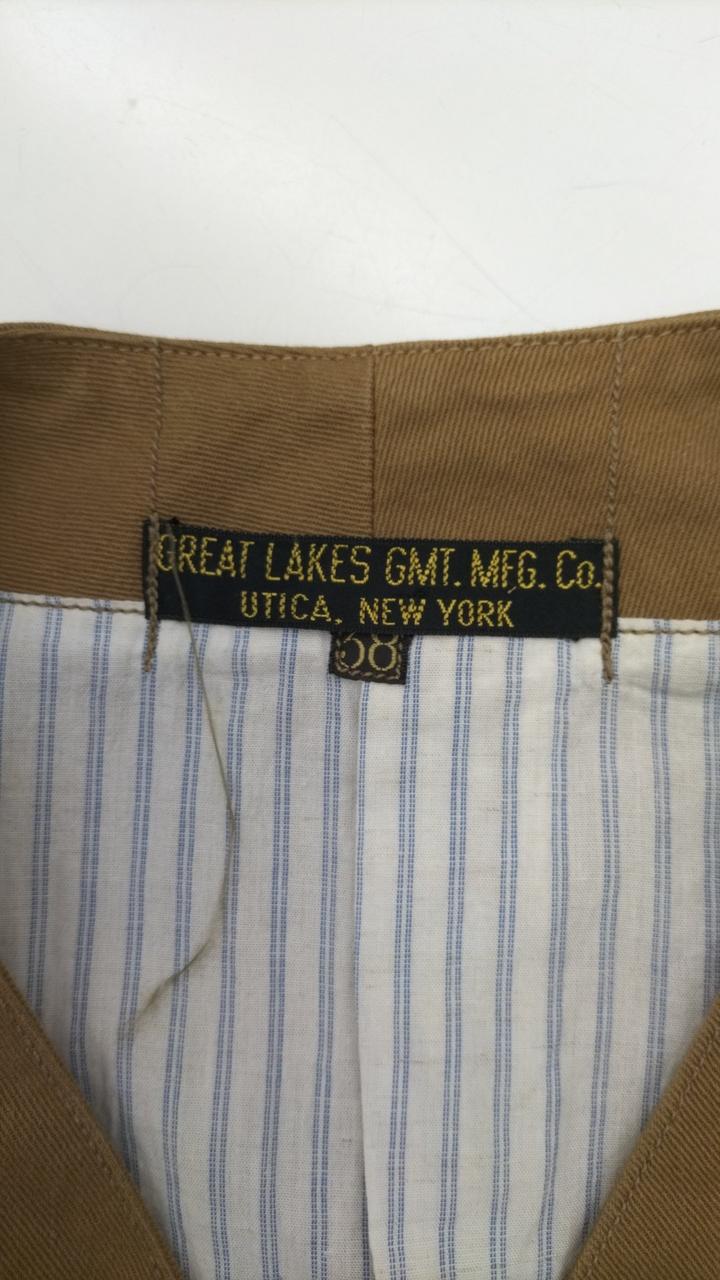 GREAT LAKES GMT. MFG. Co.
UTICA, NEW YORK
38